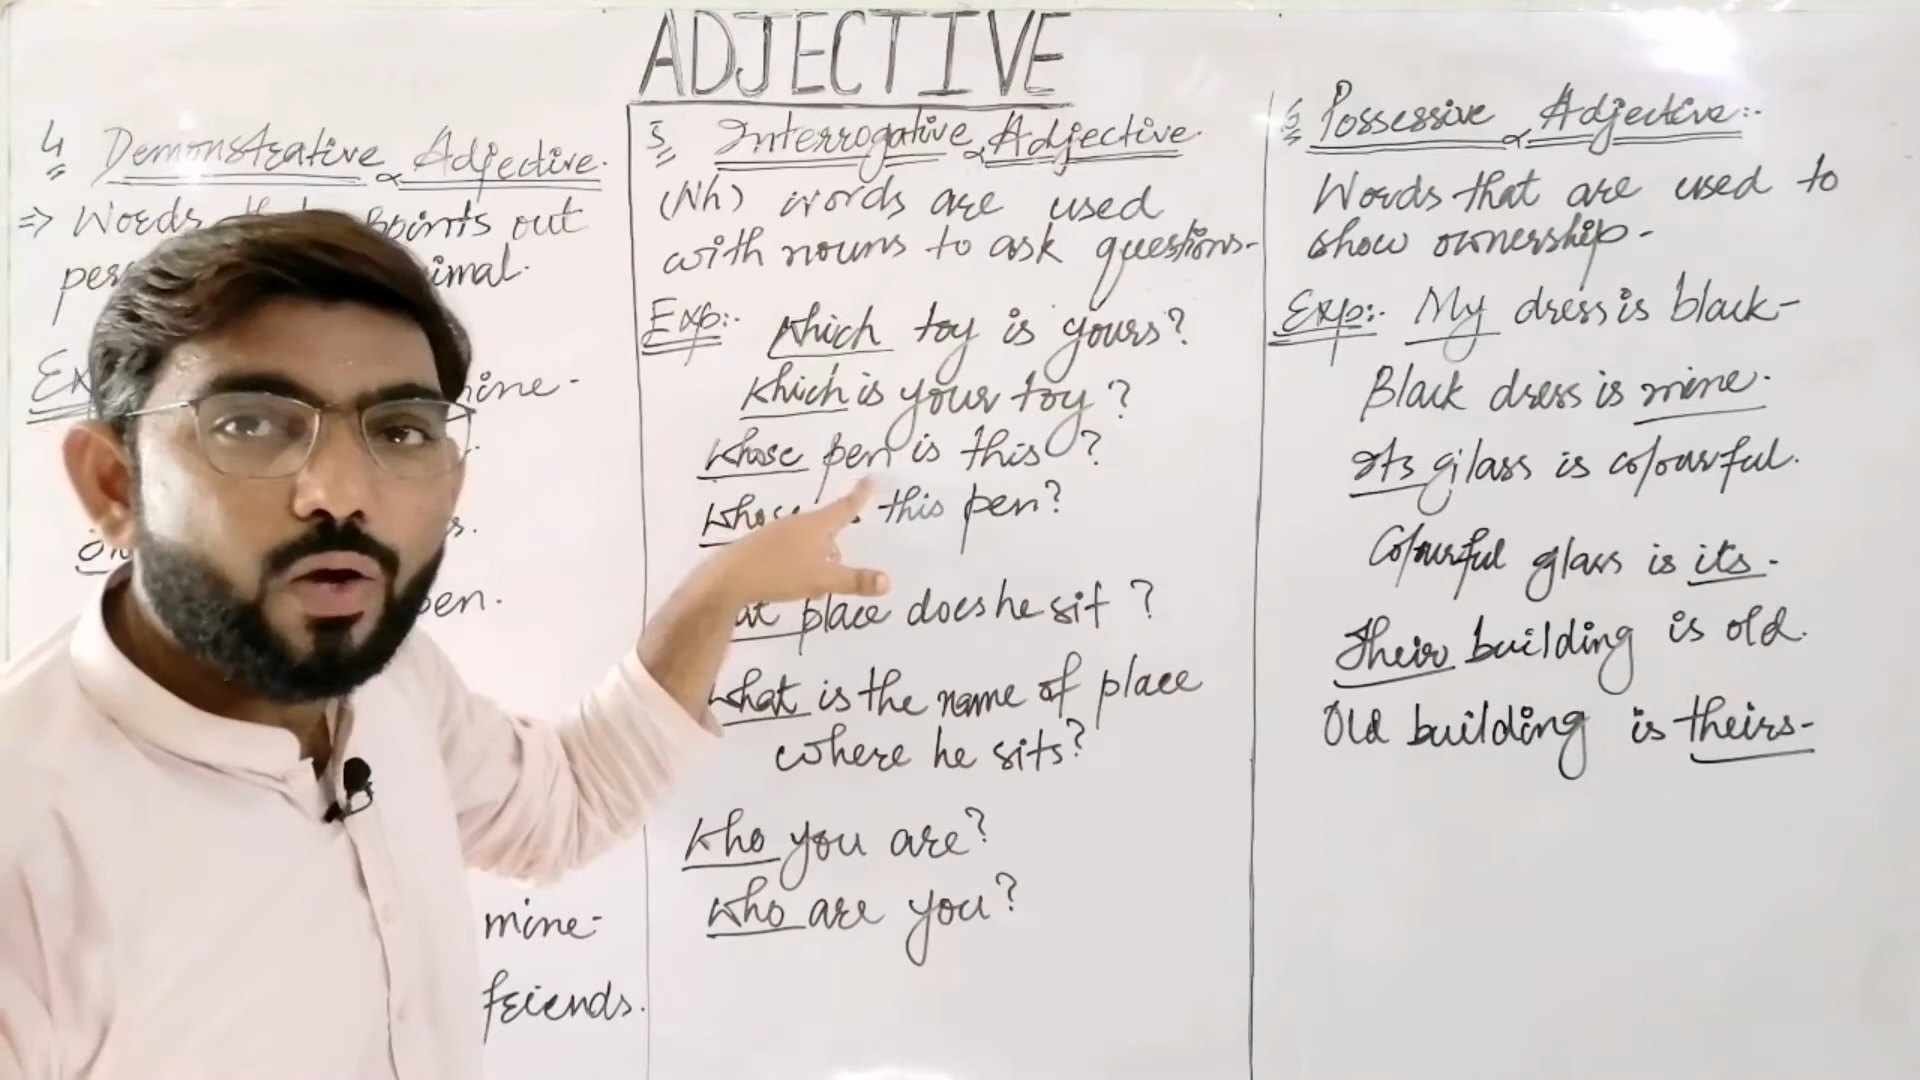 ADJECTIVE
4 Demonstrative Adjective.
⇒ Words points out
imal.
mine-
pen.
mine-
friends.
5 Interrogative Adjective.
(Wh) words are used
with nouns to ask questions-
Exp:- Which toy is yours?
Which is your toy?
Whose pen is this?
this pen?
place does he sit?
What is the name of place
where he sits?
Who you are?
Who are you?
Possessive Adjective:-
Words that are used to
show ownership-
Exp:- My dress is black-
Black dress is mine.
Its glass is colourful.
Colourful glass is its-
Their building is old.
Old building is theirs-